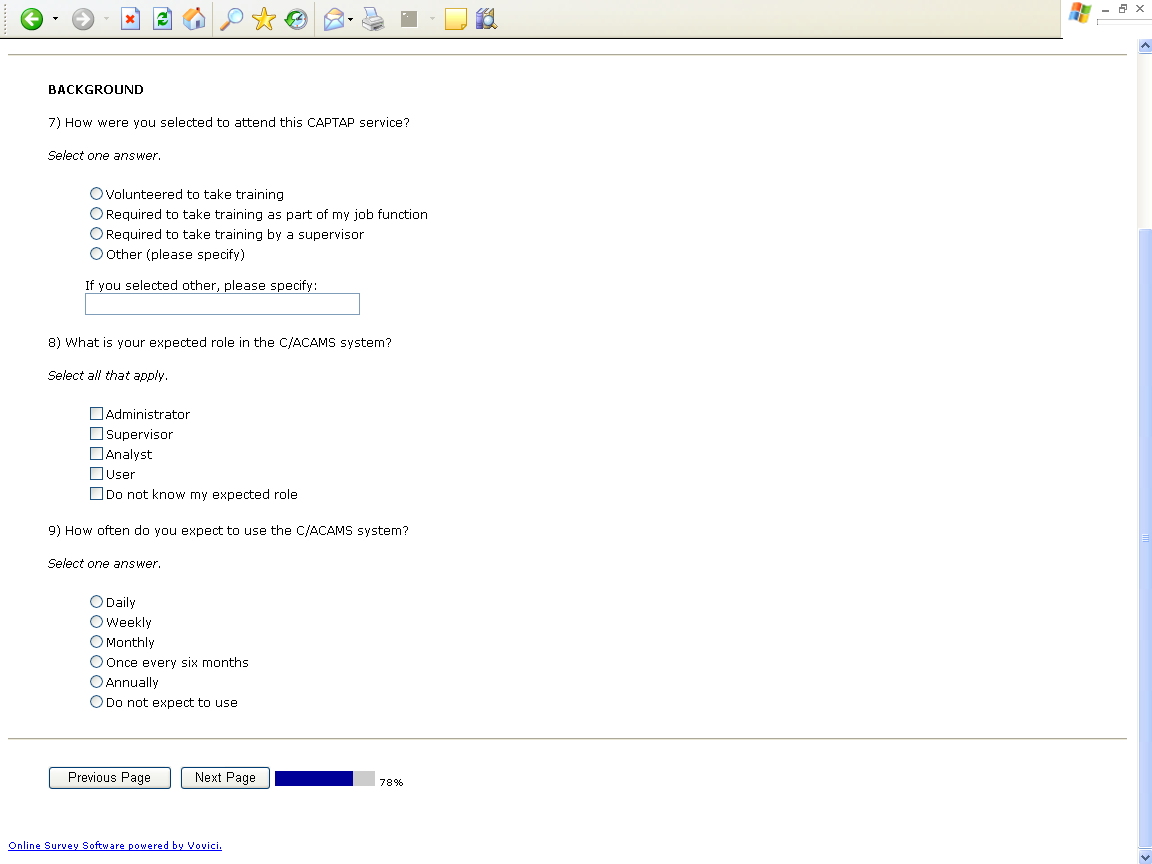 BACKGROUND
7) How were you selected to attend this CAPTAP service?
Select one answer.
Volunteered to take training
Required to take training as part of my job function
Required to take training by a supervisor
Other (please specify)
If you selected other, please specify:
8) What is your expected role in the C/ACAMS system?
Select all that apply.
Administrator
Supervisor
Analyst
User
Do not know my expected role
9) How often do you expect to use the C/ACAMS system?
Select one answer.
Daily
Weekly
Monthly
Once every six months
Annually
Do not expect to use
Previous Page Next Page 78%
Online Survey Software powered by Vovici.